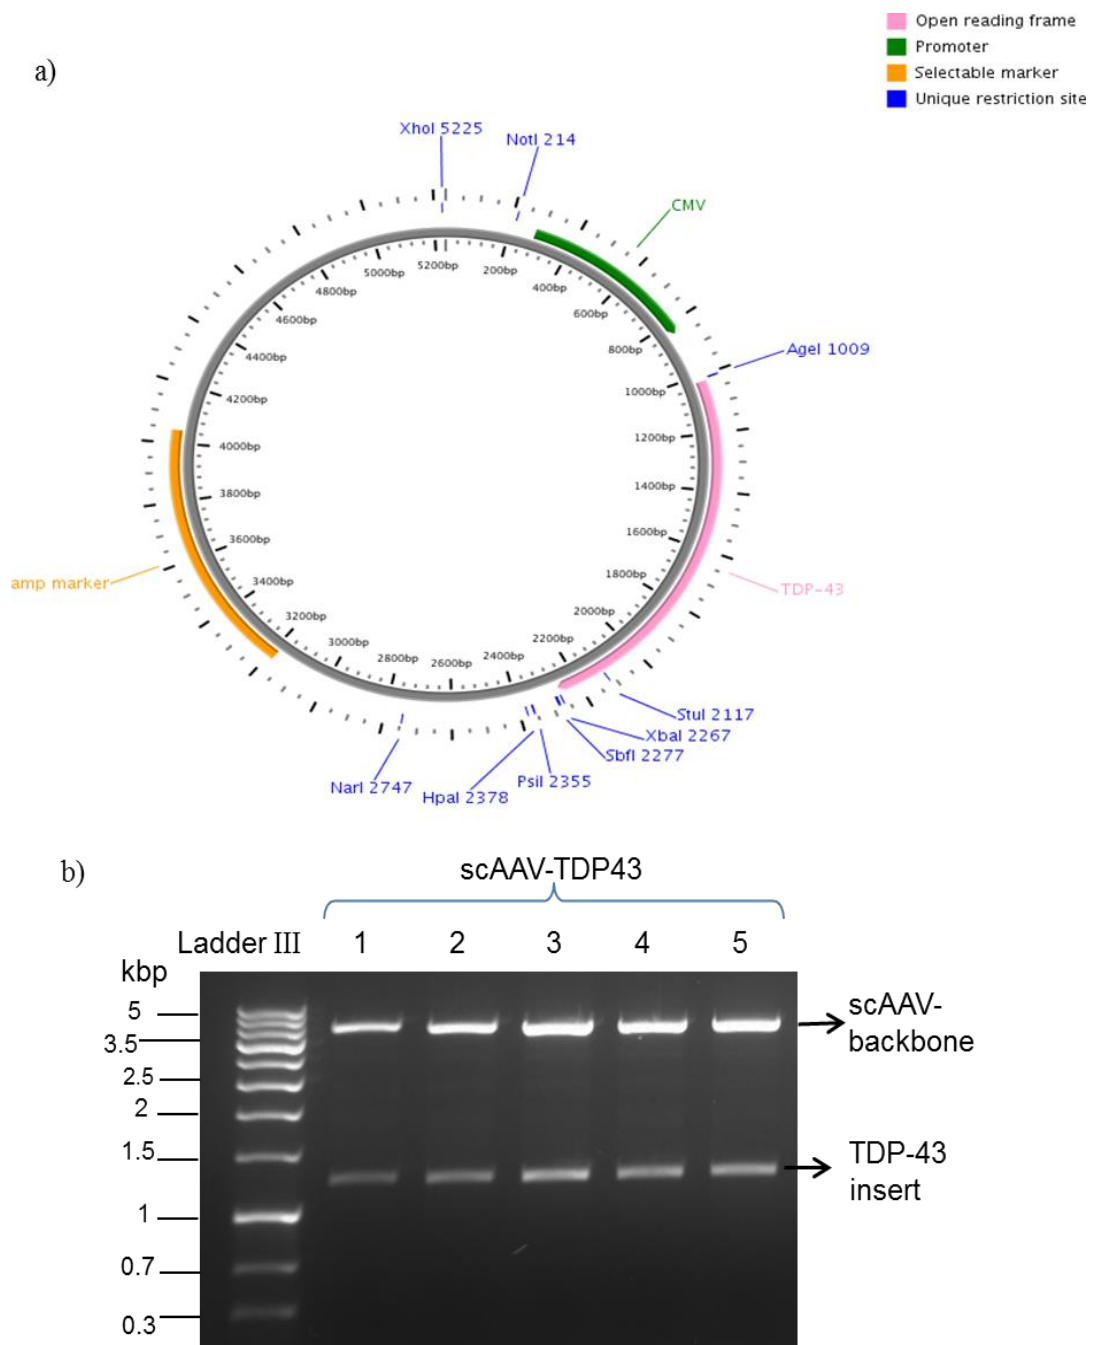 Open reading frame
Promoter
Selectable marker
Unique restriction site
a)
XhoI 5225
NotI 214
CMV
5200bp
200bp
5000bp
400bp
4800bp
600bp
4600bp
800bp
4400bp
AgeI 1009
1000bp
4200bp
1200bp
4000bp
1400bp
3800bp
1600bp
3600bp
amp marker
1800bp
TDP-43
3400bp
2000bp
3200bp
2200bp
3000bp
2400bp
2800bp
2600bp
StuI 2117
XbaI 2267
SbfI 2277
PsiI 2355
NarI 2747
HpaI 2378
b)
scAAV-TDP43
Ladder III 1 2 3 4 5
kbp
5
3.5
2.5
2
1.5
1
0.7
0.3
scAAV-
backbone
TDP-43
insert